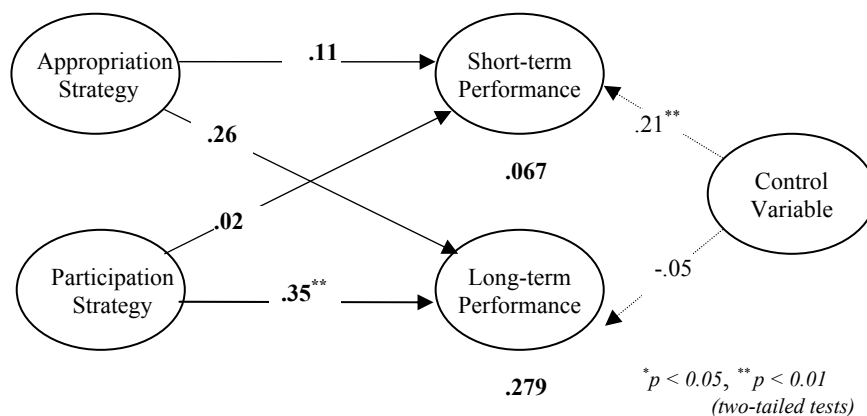 Appropriation
Strategy
.11
Short-term
Performance
.26
.21**
.067
Control
Variable
.02
Participation
Strategy
.35**
Long-term
Performance
-.05
.279
*p < 0.05, **p < 0.01
(two-tailed tests)